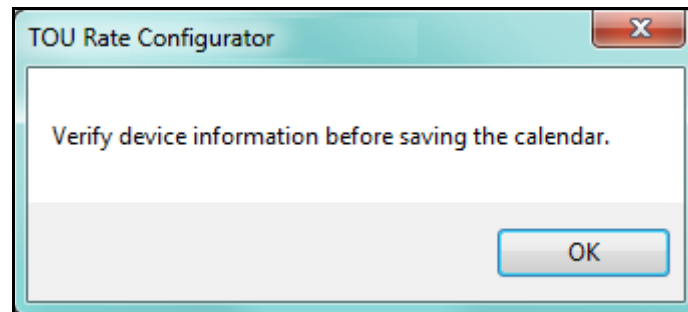 TOU Rate Configurator
Verify device information before saving the calendar.
OK